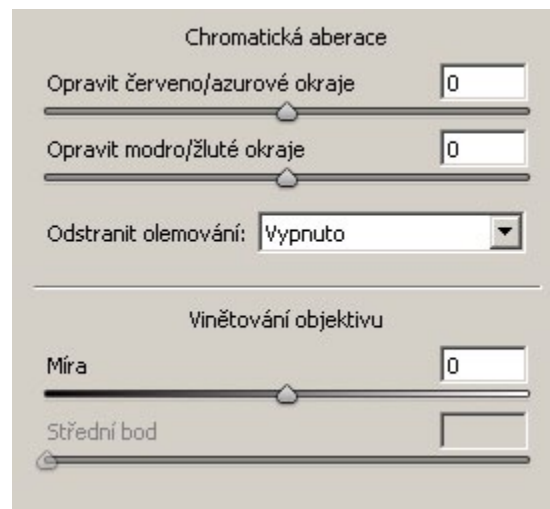 Chromatická aberace
Opravit červeno/azurové okraje 0
Opravit modro/žluté okraje 0
Odstranit olemování: Vypnuto
Vinětování objektivu
Míra 0
Střední bod